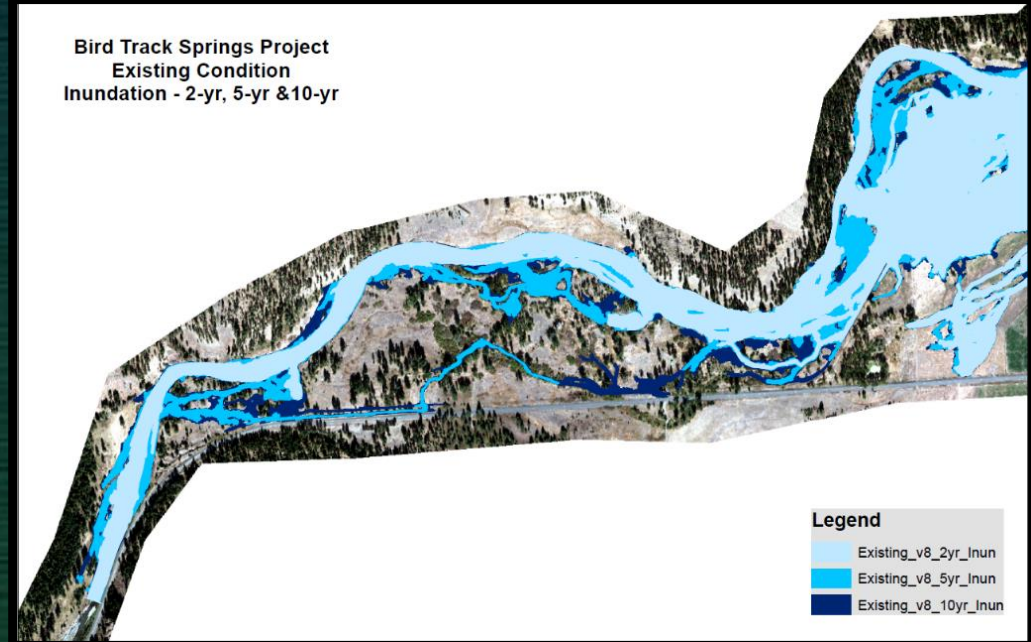 Bird Track Springs Project
Existing Condition
Inundation - 2-yr, 5-yr &10-yr
Legend
Existing_v8_2yr_Inun
Existing_v8_5yr_Inun
Existing_v8_10yr_Inun